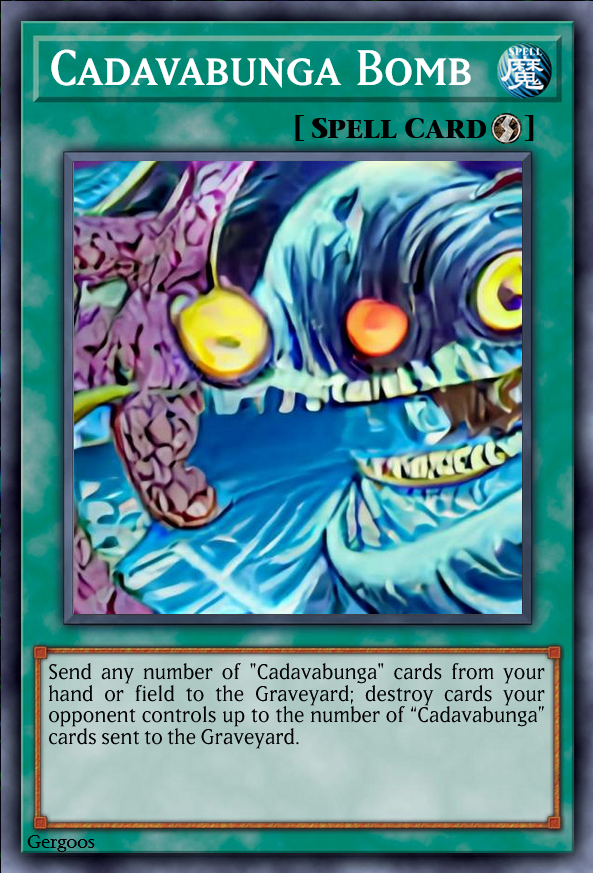 Cadavabunga Bomb
SPELL
魔
[ Spell Card ]
Send any number of "Cadavabunga" cards from your
hand or field to the Graveyard; destroy cards your
opponent controls up to the number of “Cadavabunga”
cards sent to the Graveyard.
Gergoos